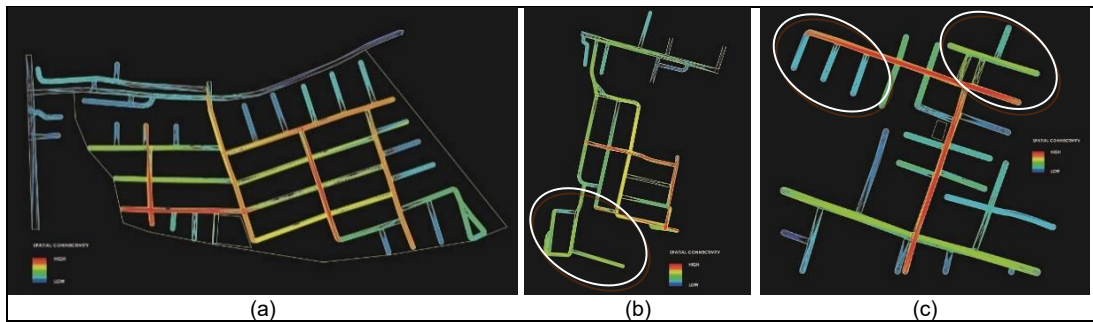 SPATIAL CONNECTIVITY
HIGH
LOW
SPATIAL CONNECTIVITY
HIGH
LOW
SPATIAL CONNECTIVITY
HIGH
LOW
(a)
(b)
(c)